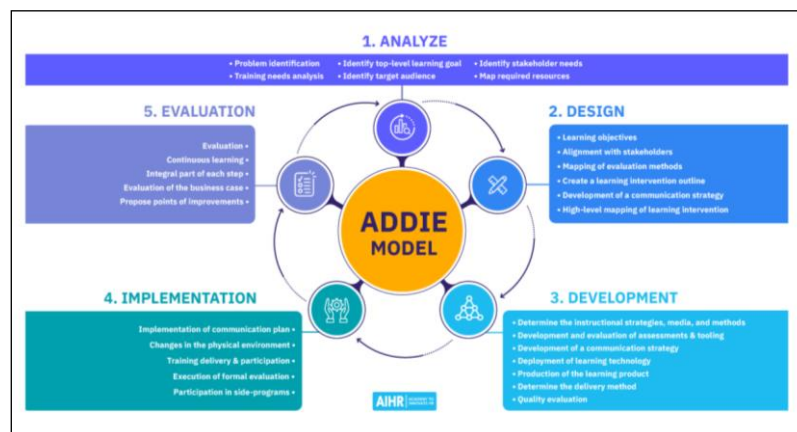 1. ANALYZE
• Problem identification
• Identify top-level learning goal
• Identify stakeholder needs
• Training needs analysis
• Identify target audience
• Map required resources
5. EVALUATION
Evaluation •
Continuous learning •
Integral part of each step •
Evaluation of the business case •
Propose points of improvements •
2. DESIGN
• Learning objectives
• Alignment with stakeholders
• Mapping of evaluation methods
• Create a learning intervention outline
• Development of a communication strategy
• High-level mapping of learning intervention
ADDIE
MODEL
4. IMPLEMENTATION
Implementation of communication plan •
Changes in the physical environment •
Training delivery & participation •
Execution of formal evaluation •
Participation in side-programs •
3. DEVELOPMENT
• Determine the instructional strategies, media, and methods
• Development and evaluation of assessments & tooling
• Development of a communication strategy
• Deployment of learning technology
• Production of the learning product
• Determine the delivery method
• Quality evaluation
AIHR
ACADEMY TO
INNOVATE HR